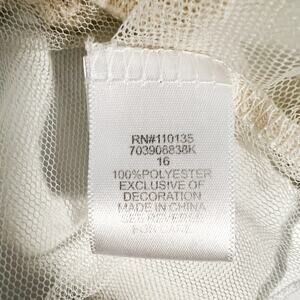 RN#110135
703908838K
16
100%POLYESTER
EXCLUSIVE OF
DECORATION
MADE IN CHINA
SEE REVERSE
FOR CARE